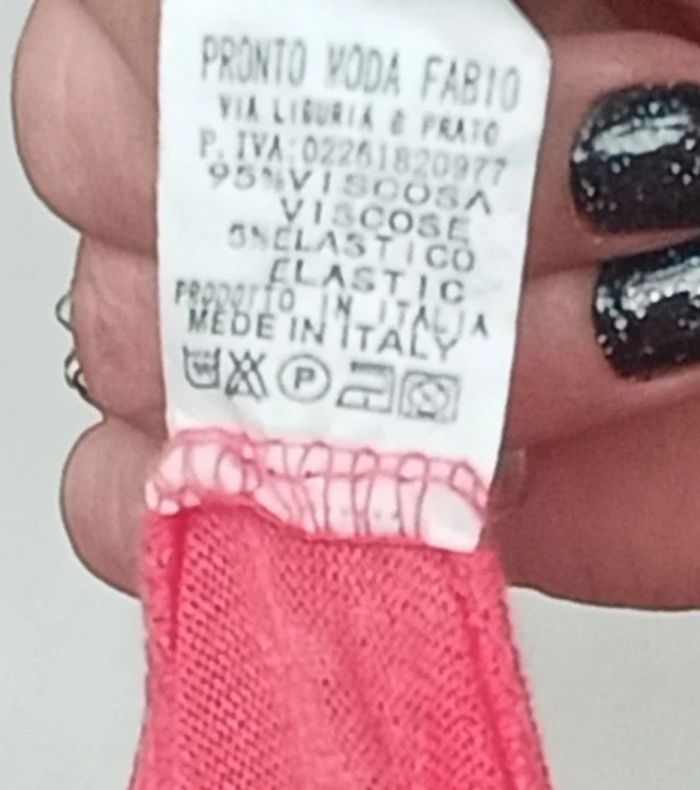 PRONTO MODA FABIO
VIA LIGURIA 6 PRATO
P. IVA:02261820977
95%VISCOSA
VISCOSE
5%ELASTICO
ELASTIC
PRODOTTO IN ITALIA
MEDE IN ITALY
P